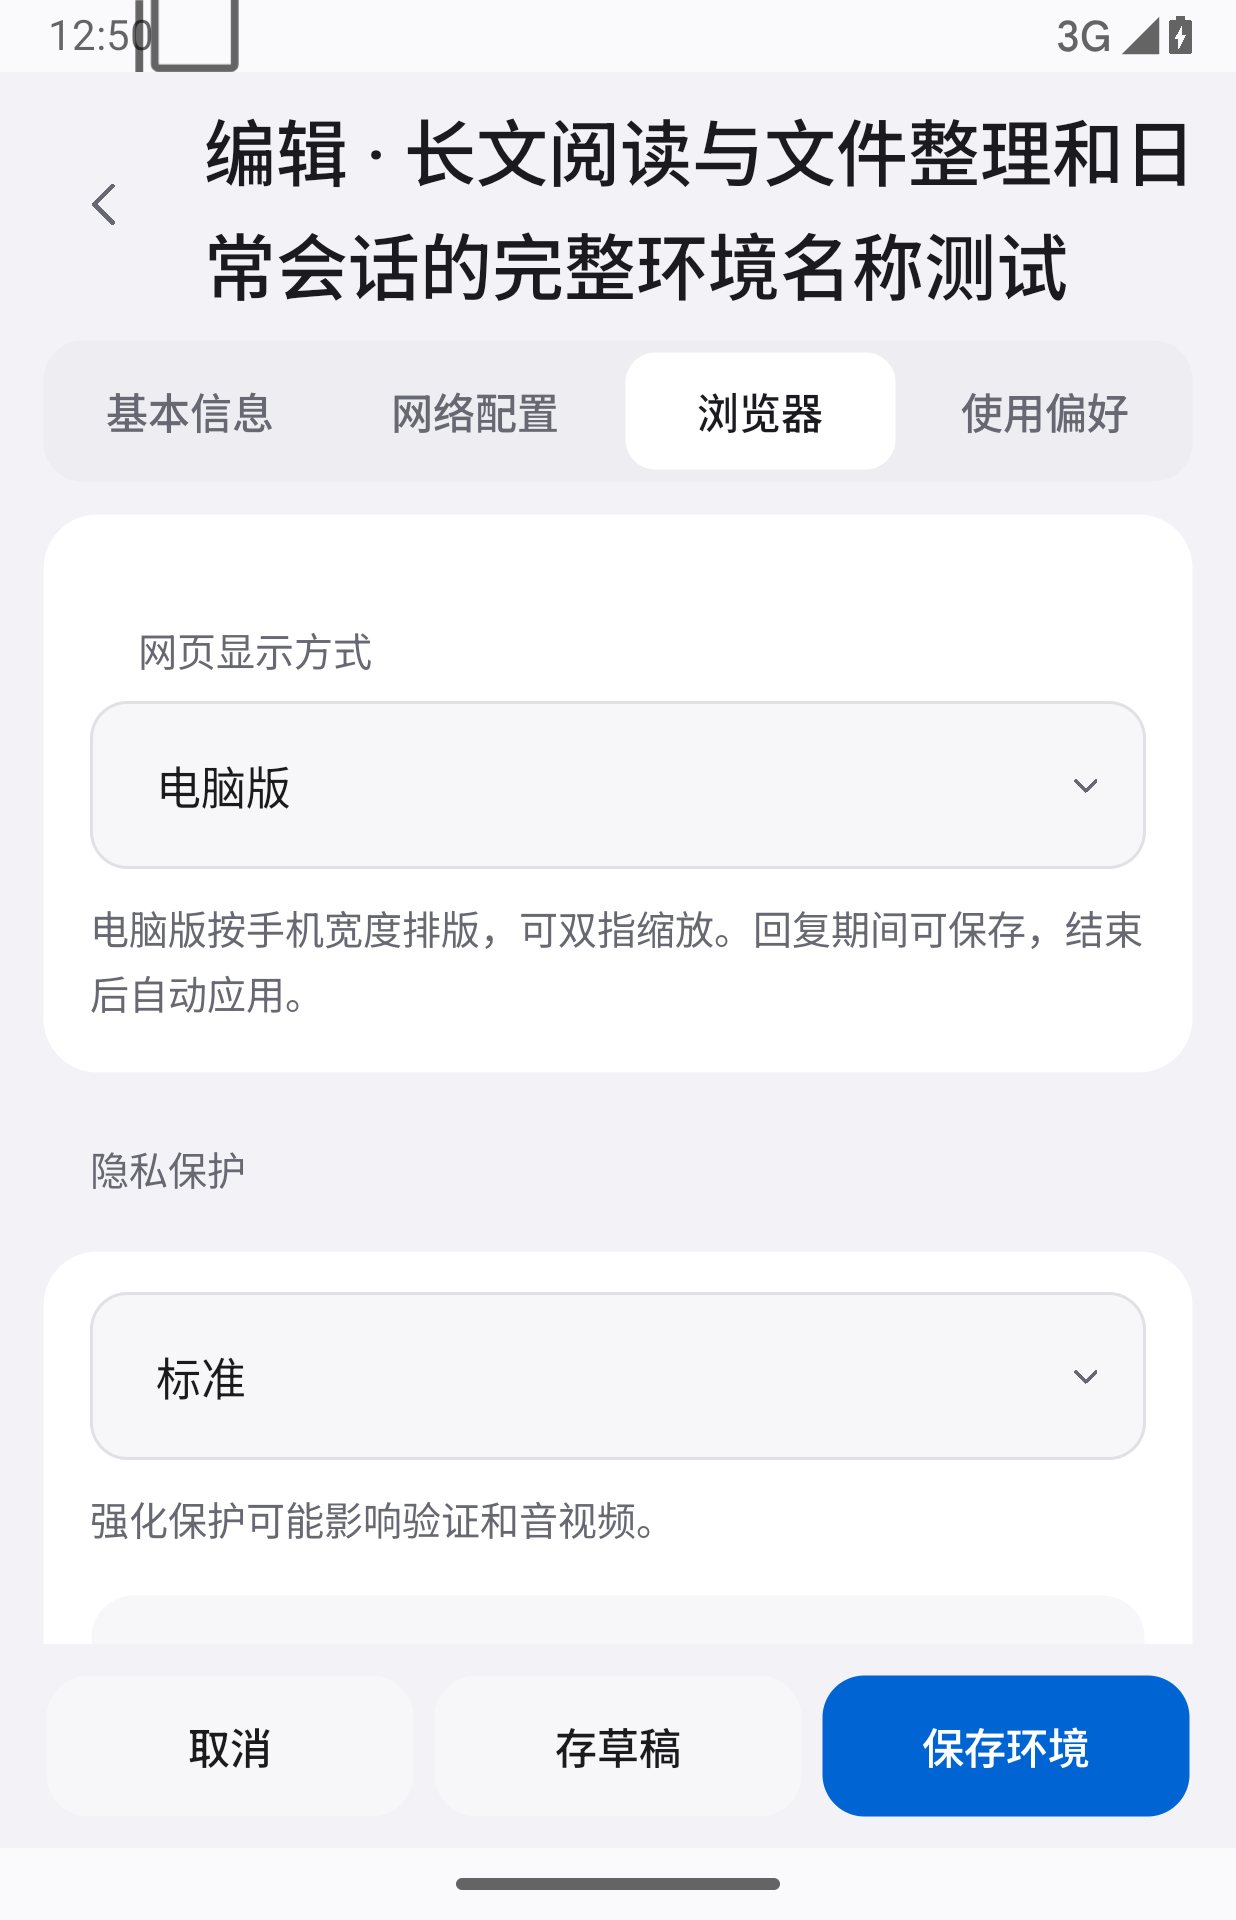 12:50
3G
编辑 · 长文阅读与文件整理和日
常会话的完整环境名称测试
基本信息
网络配置
浏览器
使用偏好
网页显示方式
电脑版
电脑版按手机宽度排版，可双指缩放。回复期间可保存，结束
后自动应用。
隐私保护
标准
强化保护可能影响验证和音视频。
取消
存草稿
保存环境